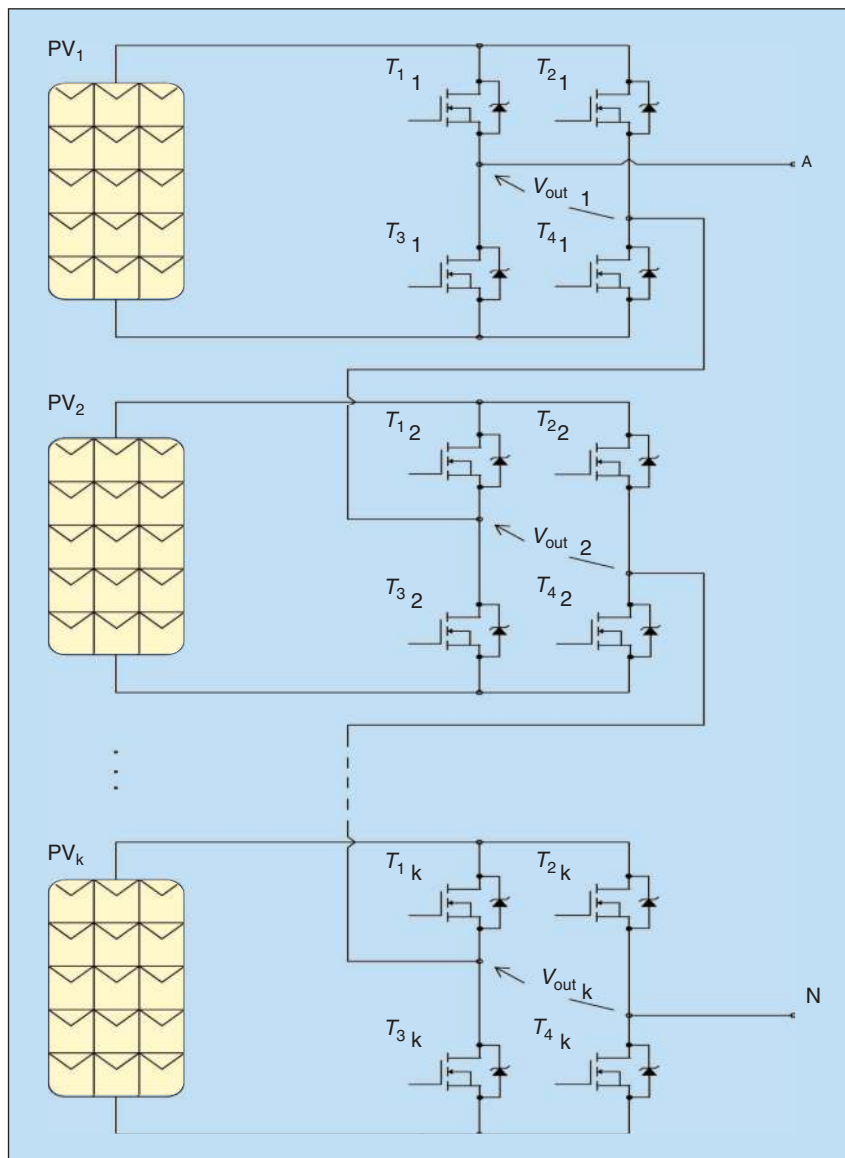 PV1
T1 1
T2 1
A
Vout 1
T3 1
T4 1
PV2
T1 2
T2 2
Vout 2
T3 2
T4 2
PVk
T1 k
T2 k
Vout k
N
T3 k
T4 k